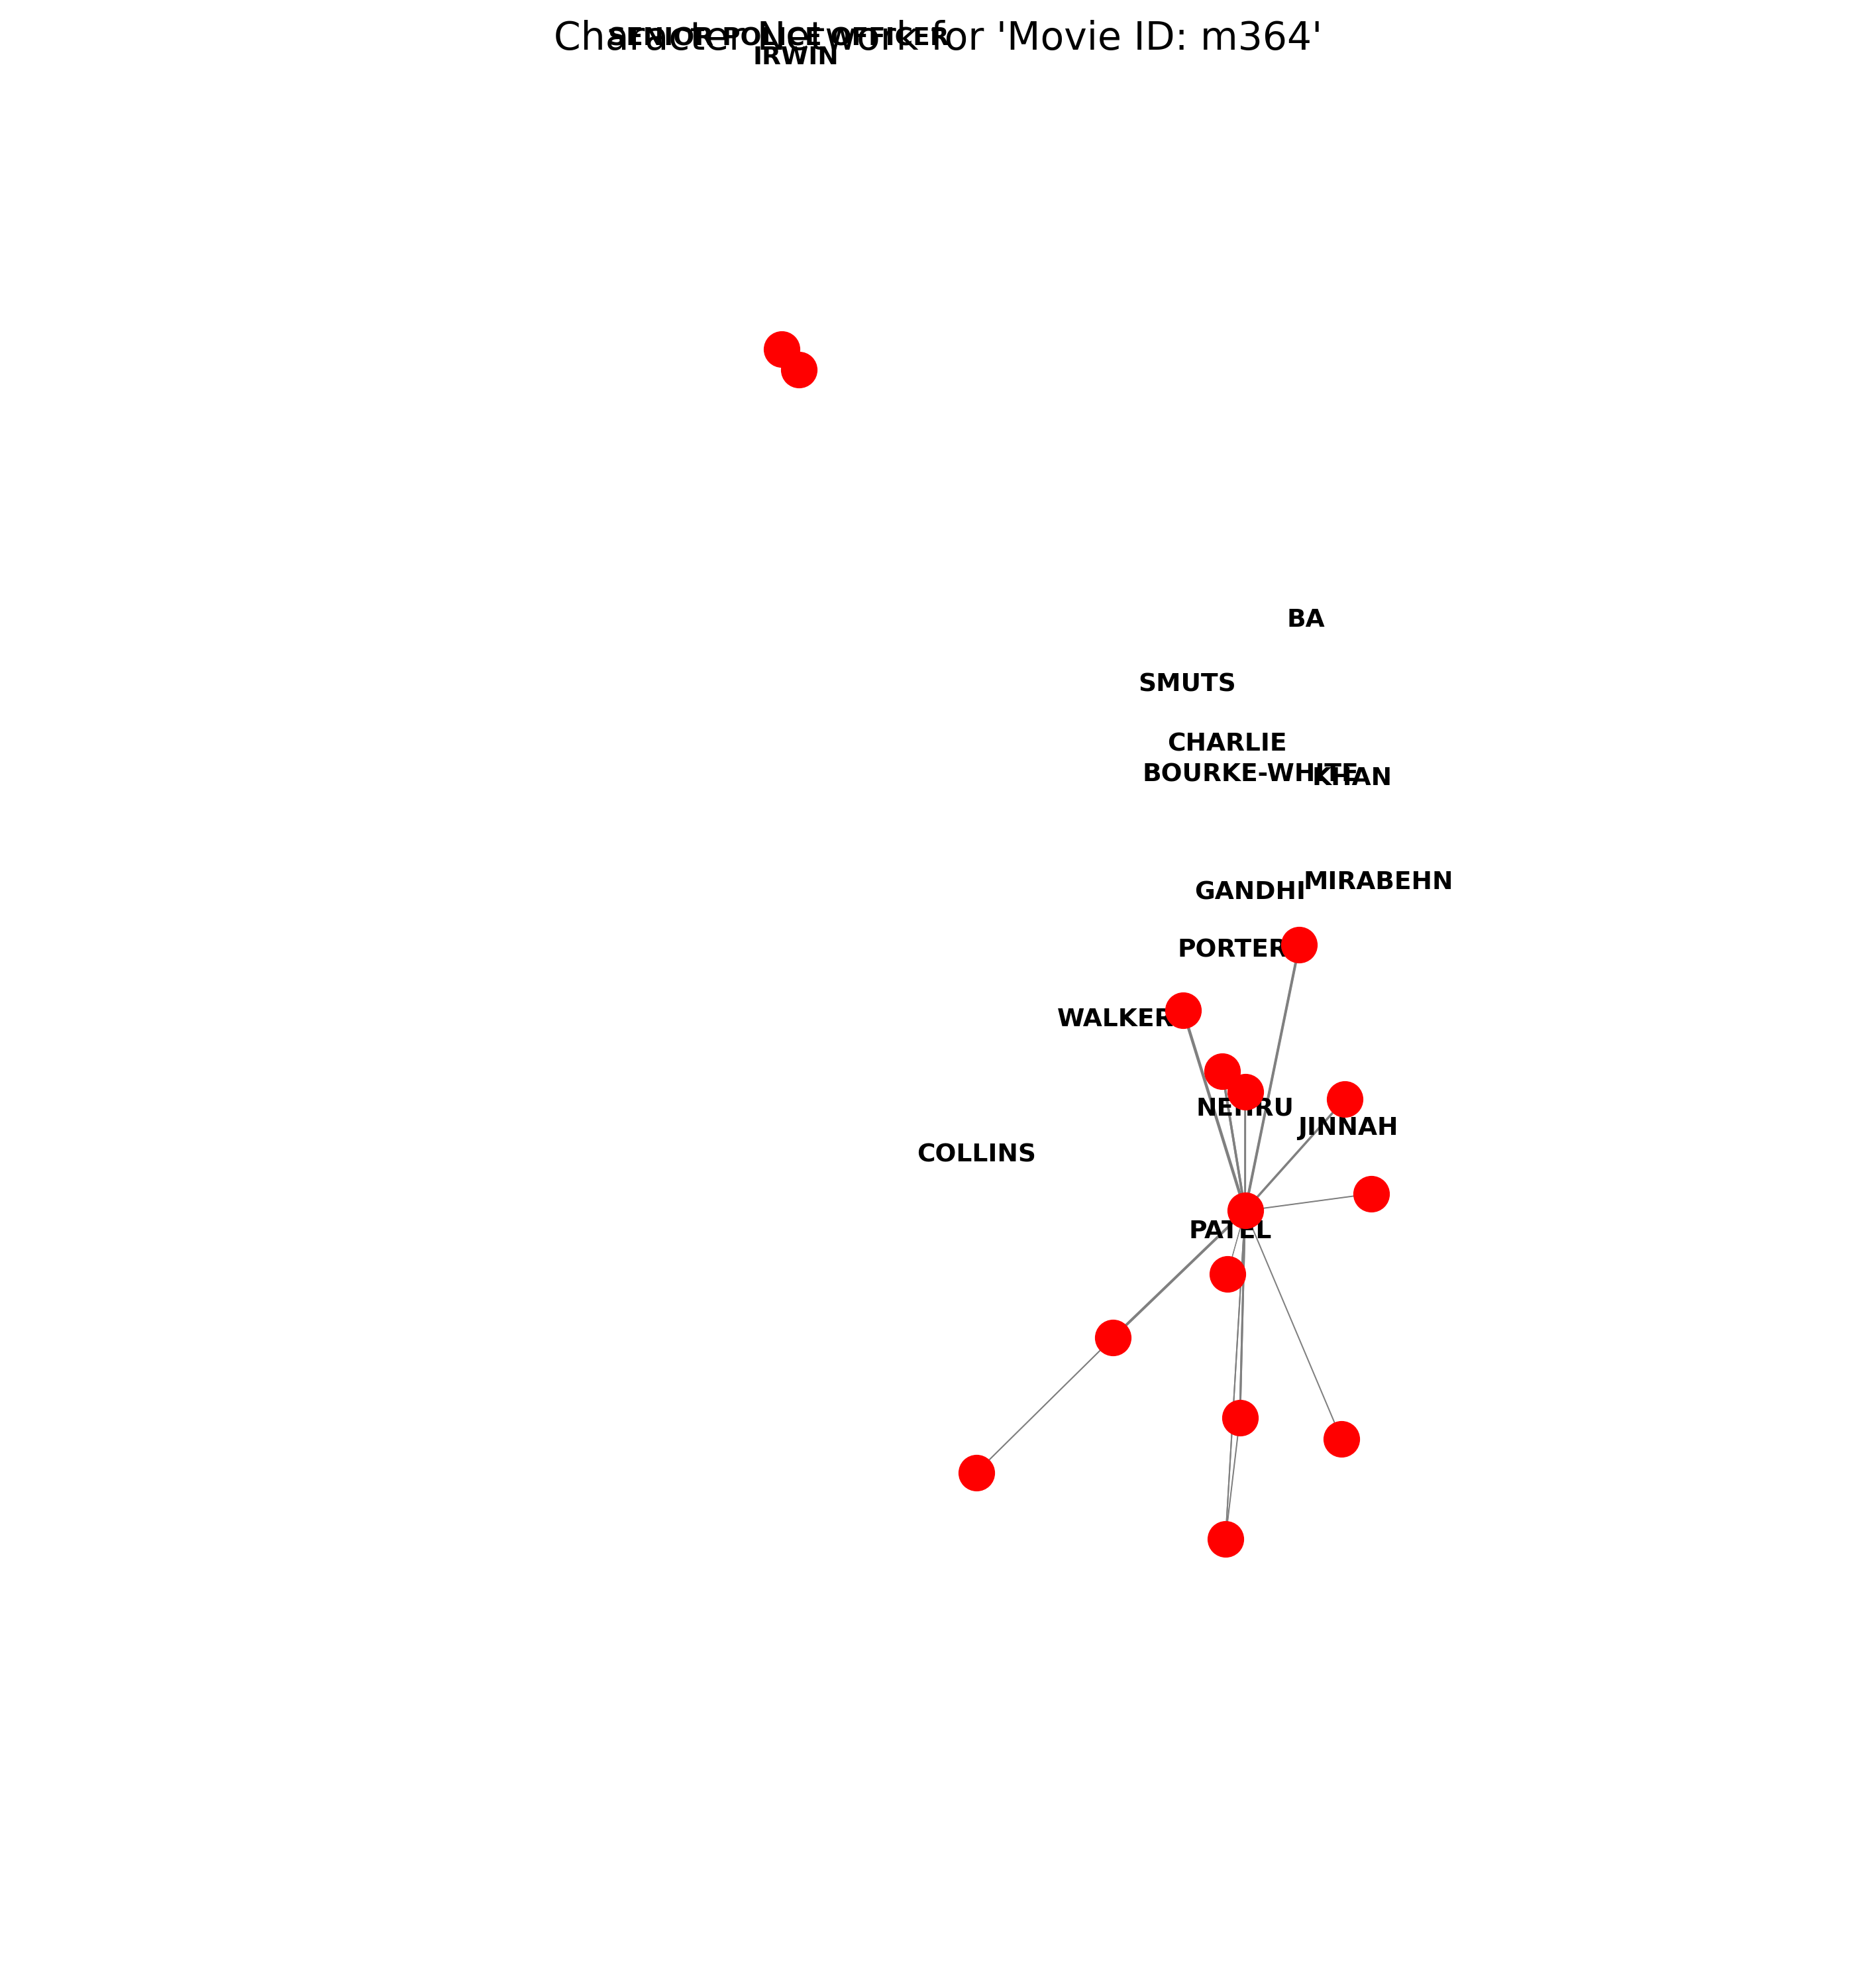 Character Network for 'Movie ID: m364'
SENIOR POLICE OFFICER
IRWIN
BA
SMUTS
CHARLIE
BOURKE-WHITE
KHAN
MIRABEHN
GANDHI
PORTER
WALKER
NEHRU
JINNAH
COLLINS
PATEL